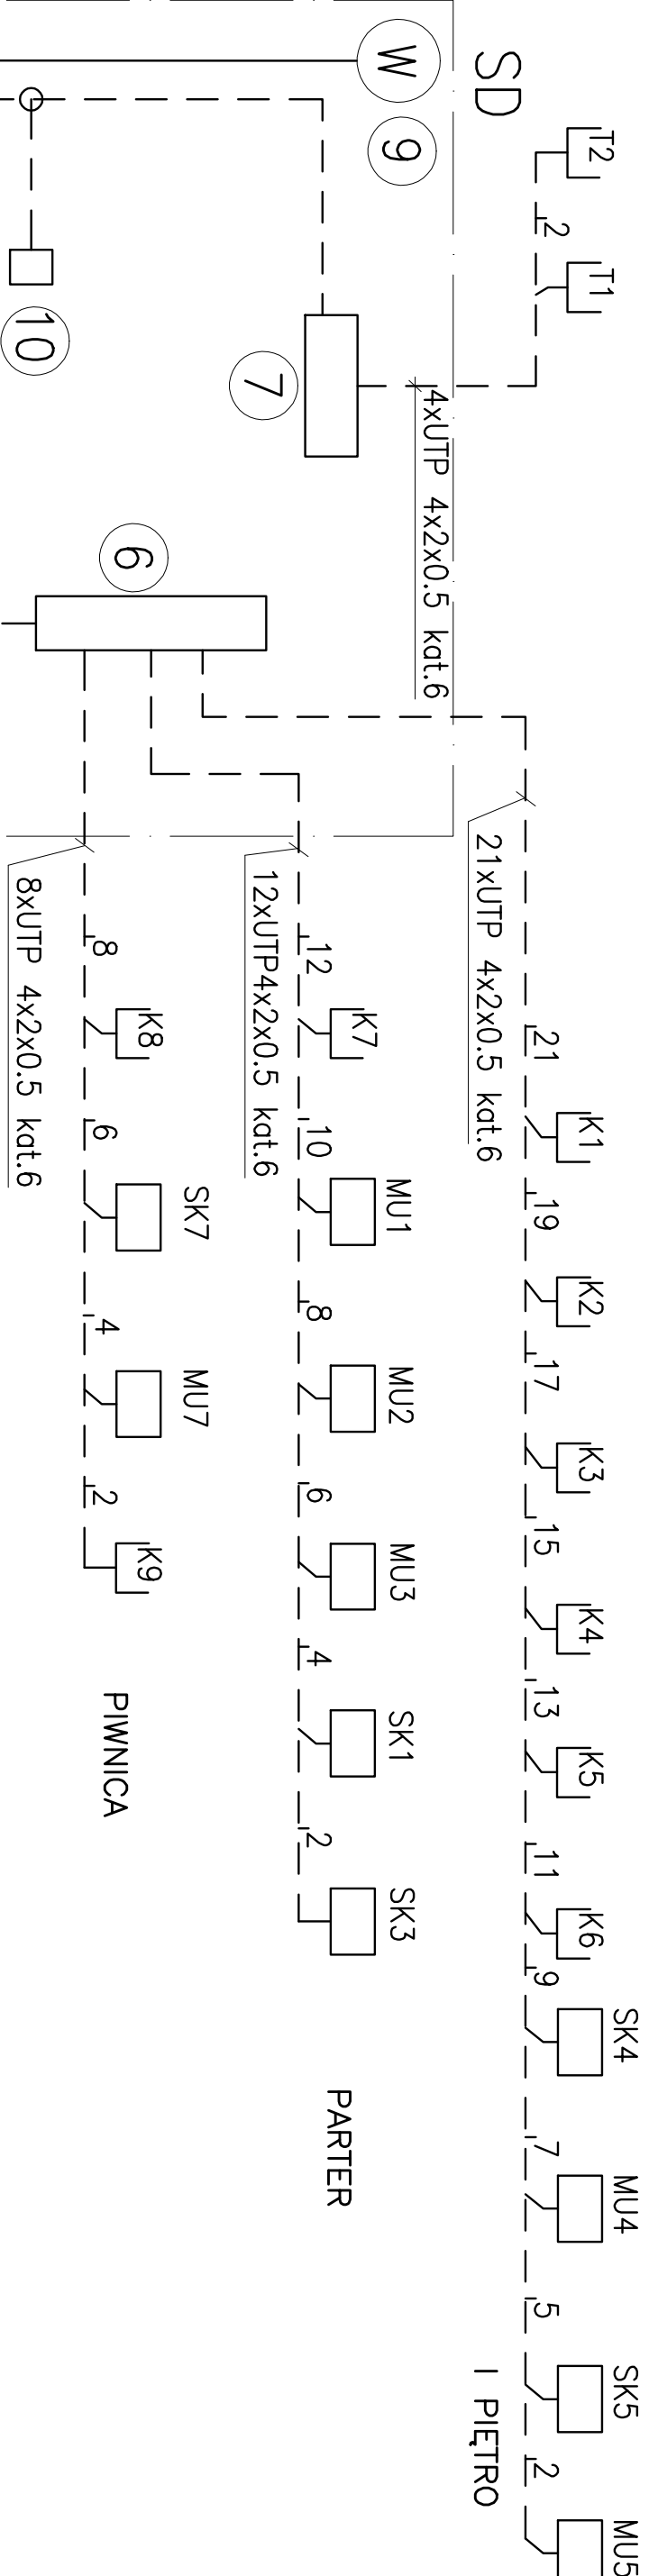 SD
W
9
T2
2
T1
10
7
4xUTP 4x2x0.5 kat.6
6
21xUTP 4x2x0.5 kat.6
21
K1
19
K2
17
K3
15
K4
13
K5
11
K6
9
SK4
7
MU4
5
SK5
2
MU5
I PIĘTRO
12xUTP4x2x0.5 kat.6
12
K7
10
MU1
8
MU2
6
MU3
4
SK1
2
SK3
PARTER
8xUTP 4x2x0.5 kat.6
8
K8
6
SK7
4
MU7
2
K9
PIWNICA